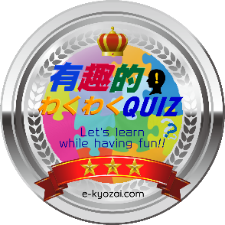 有趣的
わくわくQUIZ
Let's learn
while having fun!!
?
e-kyozai.com